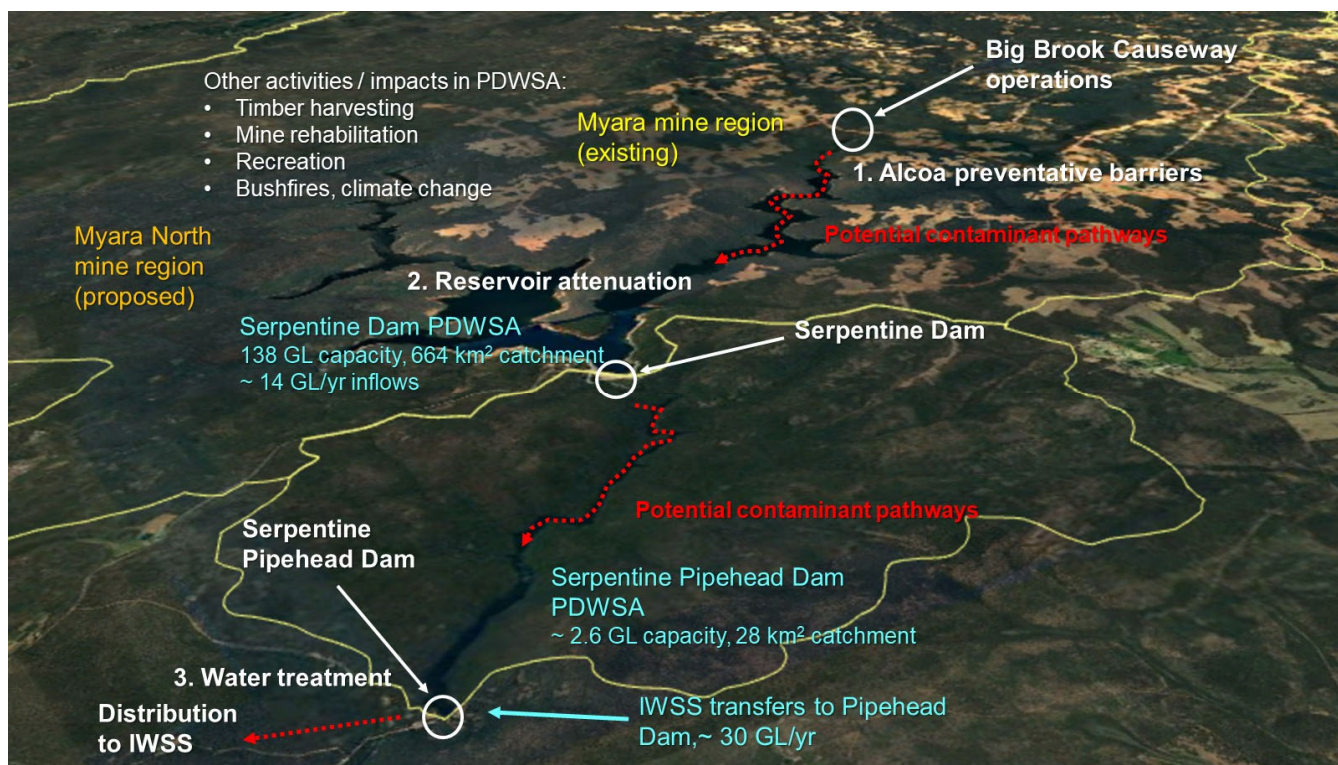 Big Brook Causeway
operations
Other activities / impacts in PDWSA:
• Timber harvesting
• Mine rehabilitation
• Recreation
• Bushfires, climate change
Myara mine region
(existing)
1. Alcoa preventative barriers
Potential contaminant pathways
Myara North
mine region
(proposed)
2. Reservoir attenuation
Serpentine Dam PDWSA
138 GL capacity, 664 km² catchment
~ 14 GL/yr inflows
Serpentine Dam
Potential contaminant pathways
Serpentine
Pipehead Dam
Serpentine Pipehead Dam
PDWSA
~ 2.6 GL capacity, 28 km² catchment
3. Water treatment
Distribution
to IWSS
IWSS transfers to Pipehead
Dam,~ 30 GL/yr